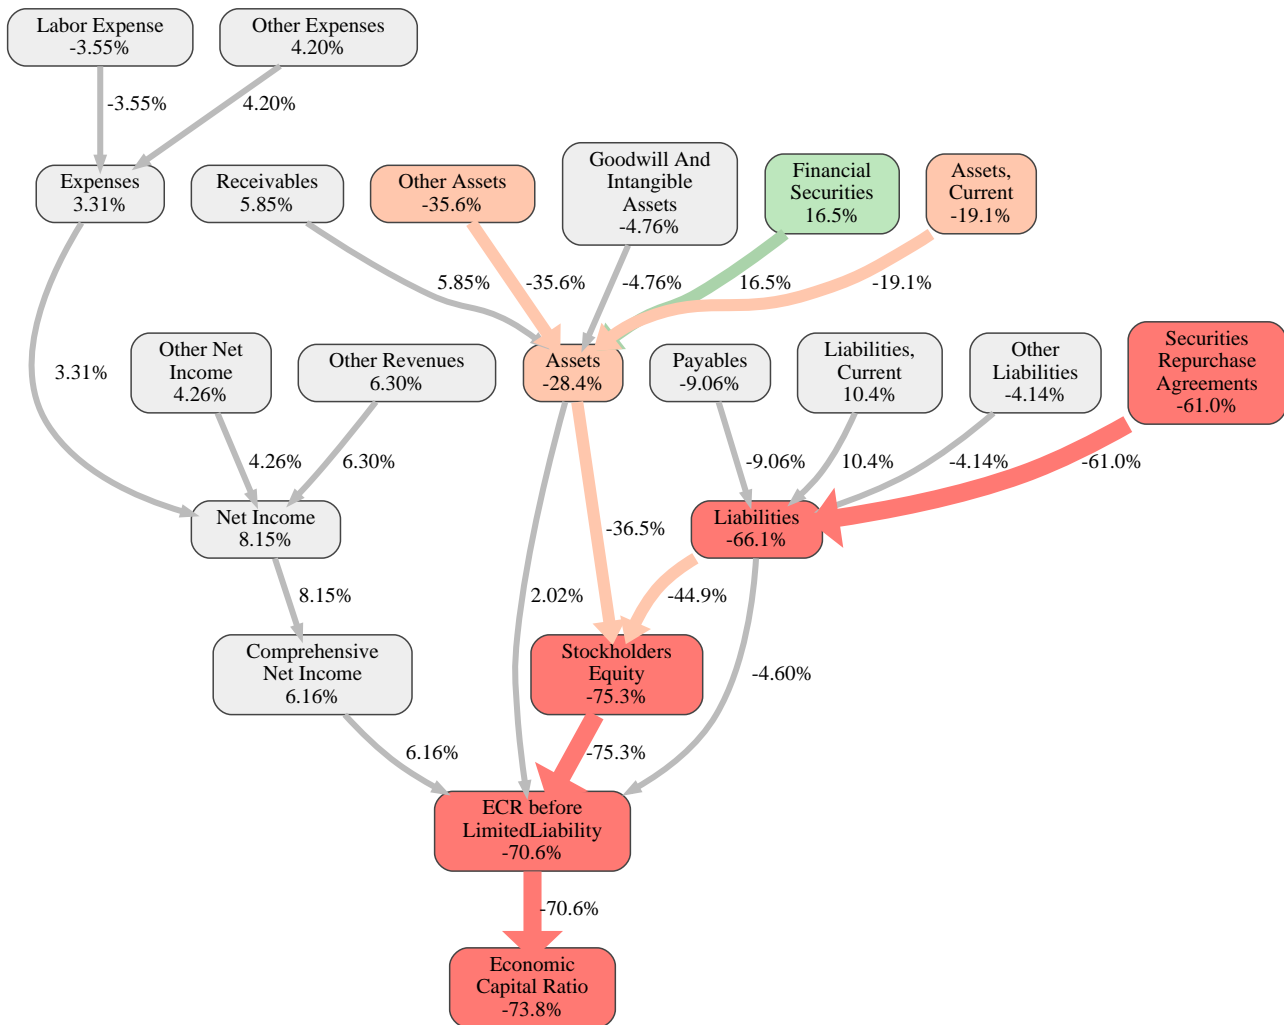 Labor Expense
-3.55%
Other Expenses
4.20%
-3.55%
4.20%
Expenses
3.31%
Receivables
5.85%
Other Assets
-35.6%
Goodwill And
Intangible
Assets
-4.76%
Financial
Securities
16.5%
Assets,
Current
-19.1%
5.85%
-35.6%
-4.76%
16.5%
-19.1%
3.31%
Other Net
Income
4.26%
Other Revenues
6.30%
Assets
-28.4%
Payables
-9.06%
Liabilities,
Current
10.4%
Other
Liabilities
-4.14%
Securities
Repurchase
Agreements
-61.0%
4.26%
6.30%
-9.06%
10.4%
-4.14%
-61.0%
Net Income
8.15%
-36.5%
Liabilities
-66.1%
8.15%
2.02%
-44.9%
Comprehensive
Net Income
6.16%
Stockholders
Equity
-75.3%
-4.60%
6.16%
-75.3%
ECR before
LimitedLiability
-70.6%
-70.6%
Economic
Capital Ratio
-73.8%